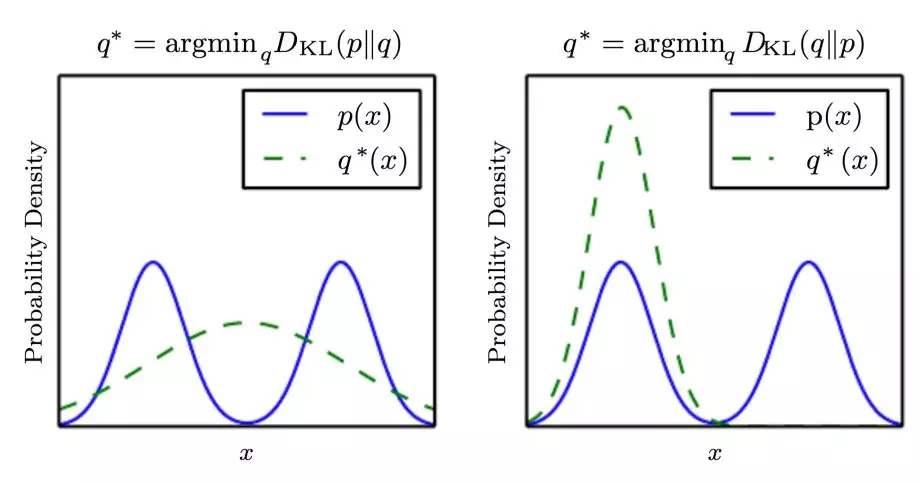 q* = argmin_q D_KL(p‖q)
Probability Density
p(x)
q*(x)
x
q* = argmin_q D_KL(q‖p)
Probability Density
p(x)
q*(x)
x